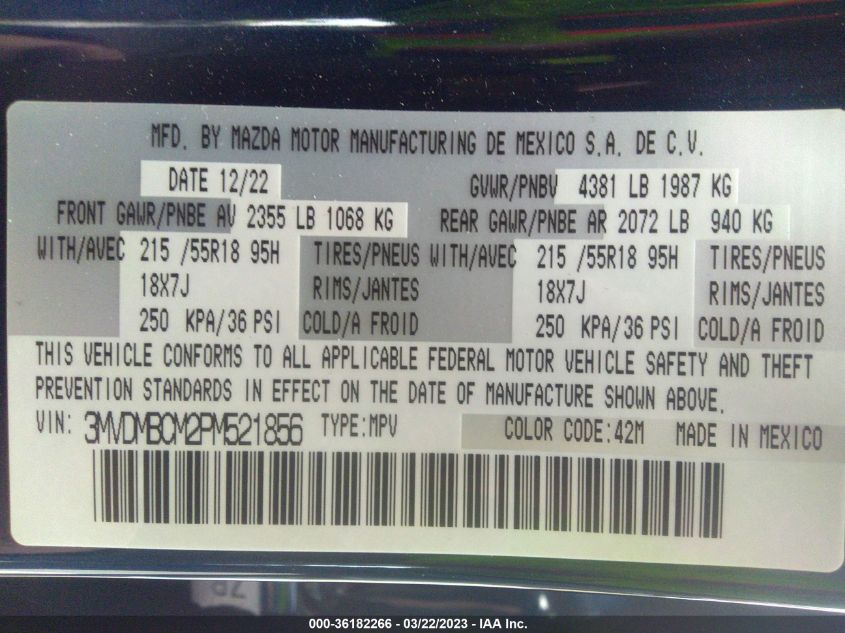 MFD. BY MAZDA MOTOR MANUFACTURING DE MEXICO S.A. DE C.V.
DATE 12/22 GVWR/PNBV 4381 LB 1987 KG
FRONT GAWR/PNBE AV 2355 LB 1068 KG REAR GAWR/PNBE AR 2072 LB 940 KG
WITH/AVEC 215 /55R18 95H TIRES/PNEUS WITH/AVEC 215 /55R18 95H TIRES/PNEUS
18X7J RIMS/JANTES 18X7J RIMS/JANTES
250 KPA/36 PSI COLD/A FROID 250 KPA/36 PSI COLD/A FROID
THIS VEHICLE CONFORMS TO ALL APPLICABLE FEDERAL MOTOR VEHICLE SAFETY AND THEFT
PREVENTION STANDARDS IN EFFECT ON THE DATE OF MANUFACTURE SHOWN ABOVE.
VIN: 3MVDMBCM2PM521856 TYPE:MPV COLOR CODE:42M MADE IN MEXICO
000-36182266 - 03/22/2023 - IAA Inc.